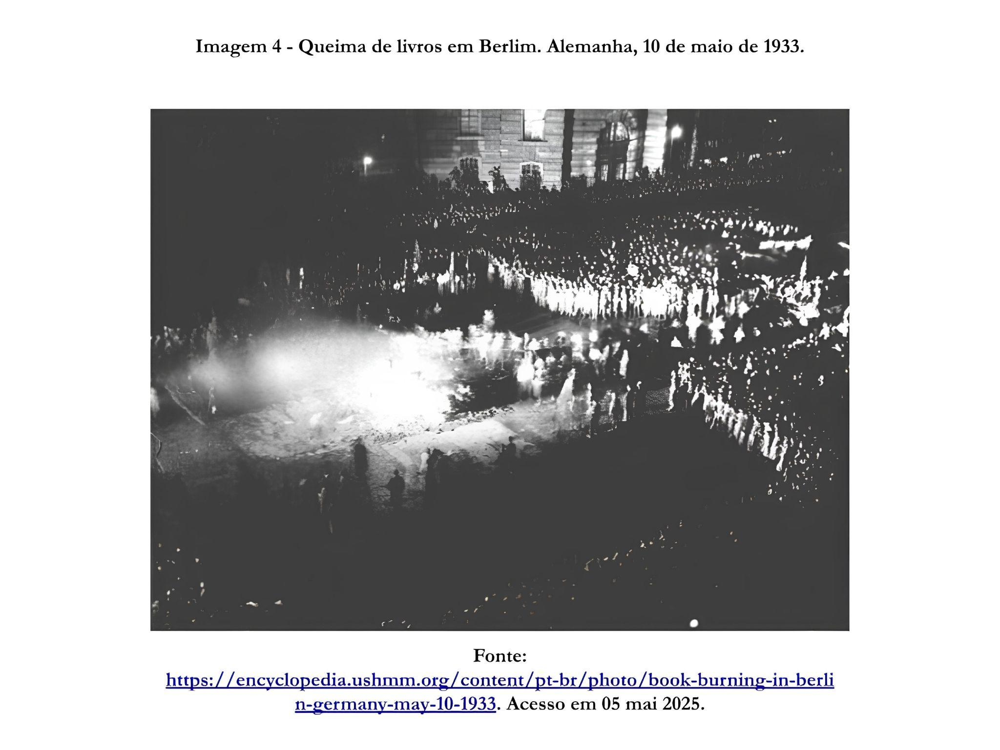 Imagem 4 - Queima de livros em Berlim. Alemanha, 10 de maio de 1933.
Fonte:
https://encyclopedia.ushmm.org/content/pt-br/photo/book-burning-in-berli
n-germany-may-10-1933. Acesso em 05 mai 2025.